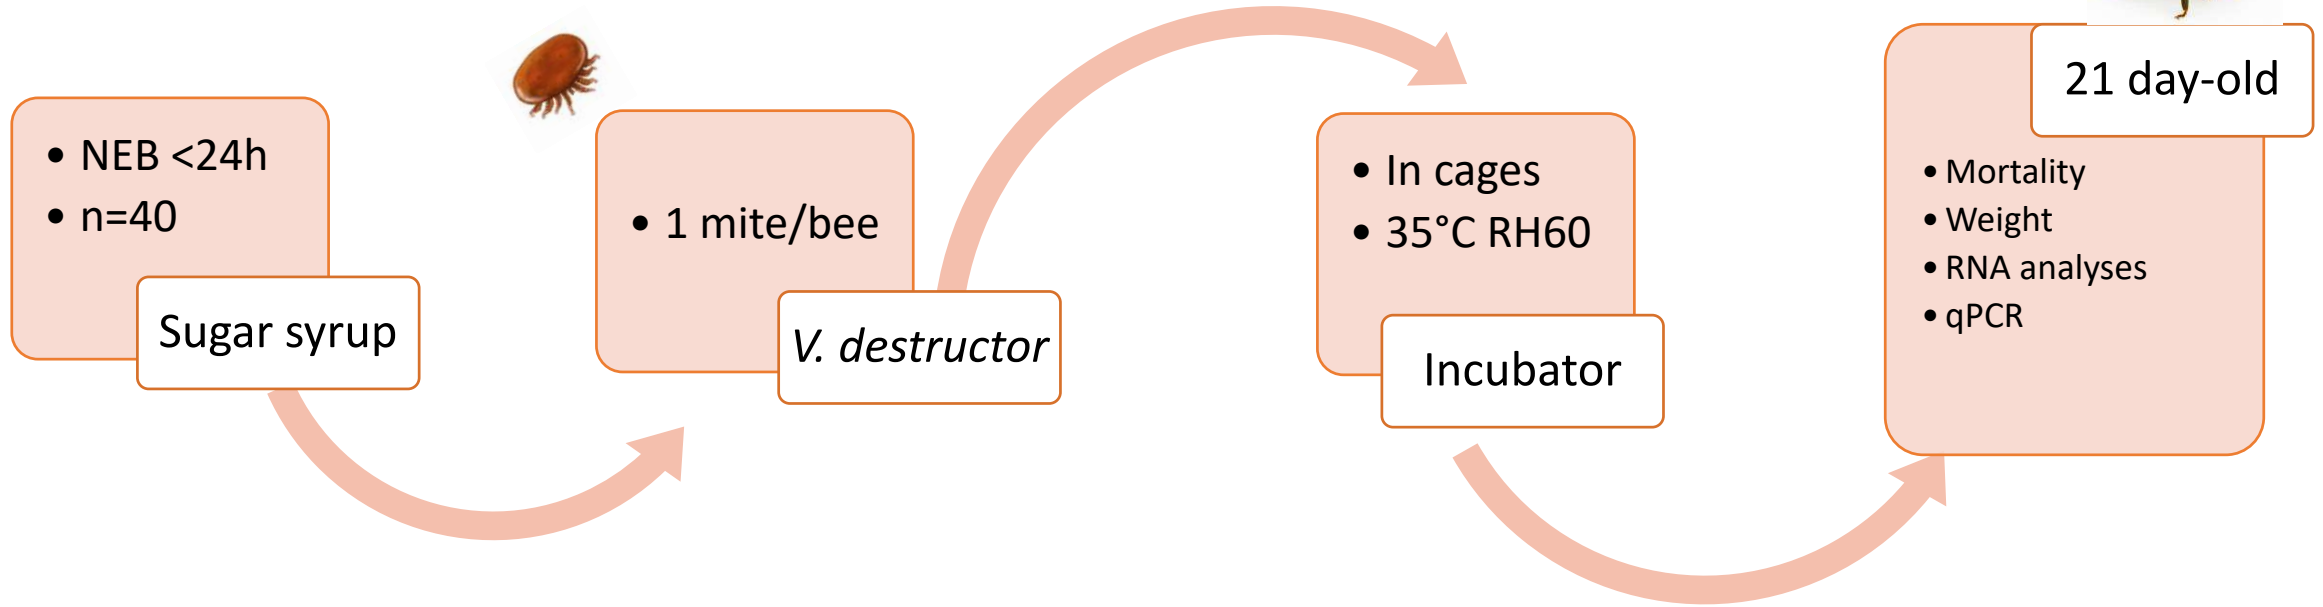 • NEB <24h
• n=40
Sugar syrup
• 1 mite/bee
V. destructor
• In cages
• 35°C RH60
Incubator
21 day-old
• Mortality
• Weight
• RNA analyses
• qPCR